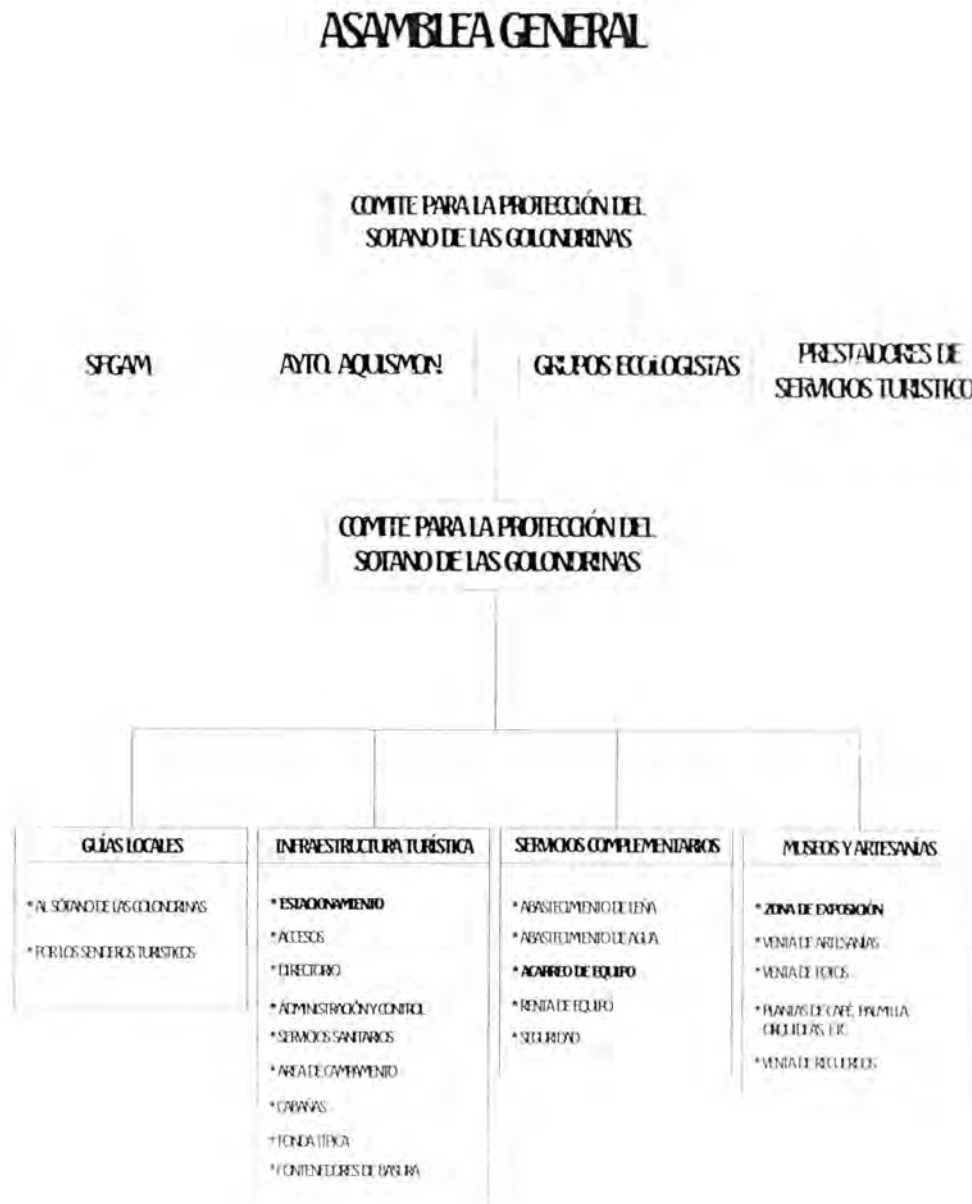 ASAMBLEA GENERAL
COMITE PARA LA PROTECCIÓN DEL
SOTANO DE LAS GOLONDRINAS
SEGAM
AYTO. AQUISMON
GRUPOS ECOLOGISTAS
PRESTADORES DE
SERVICIOS TURISTICO
COMITE PARA LA PROTECCIÓN DEL
SOTANO DE LAS GOLONDRINAS
GUÍAS LOCALES
* AL SÓTANO DE LAS GOLONDRINAS
* POR LOS SENDEROS TURISTICOS
INFRAESTRUCTURA TURÍSTICA
* ESTACIONAMIENTO
* ACCESOS
* DIRECTORIO
* ADMINISTRACIÓN Y CONTROL
* SERVICIOS SANITARIOS
* AREA DE CAMPAMENTO
* CABAÑAS
* FONDA TIPICA
* CONTENEDORES DE BASURA
SERVICIOS COMPLEMENTARIOS
* ABASTECIMIENTO DE LEÑA
* ABASTECIMIENTO DE AGUA
* ACARREO DE EQUIPO
* RENTA DE EQUIPO
* SEGURIDAD
MUSEOS Y ARTESANÍAS
* ZONA DE EXPOSICIÓN
* VENTA DE ARTESANÍAS
* VENTA DE FOTOS
* PLANTAS DE CAFÉ, PALMILLA
ORQUIDEAS, ETC
* VENTA DE RECUERDOS